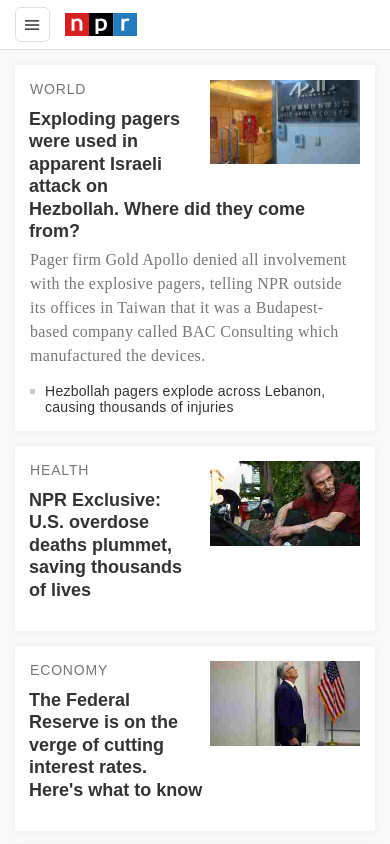 npr
WORLD
Exploding pagers
were used in
apparent Israeli
attack on
Hezbollah. Where did they come
from?
Pager firm Gold Apollo denied all involvement
with the explosive pagers, telling NPR outside
its offices in Taiwan that it was a Budapest-
based company called BAC Consulting which
manufactured the devices.
Hezbollah pagers explode across Lebanon,
causing thousands of injuries
HEALTH
NPR Exclusive:
U.S. overdose
deaths plummet,
saving thousands
of lives
ECONOMY
The Federal
Reserve is on the
verge of cutting
interest rates.
Here's what to know